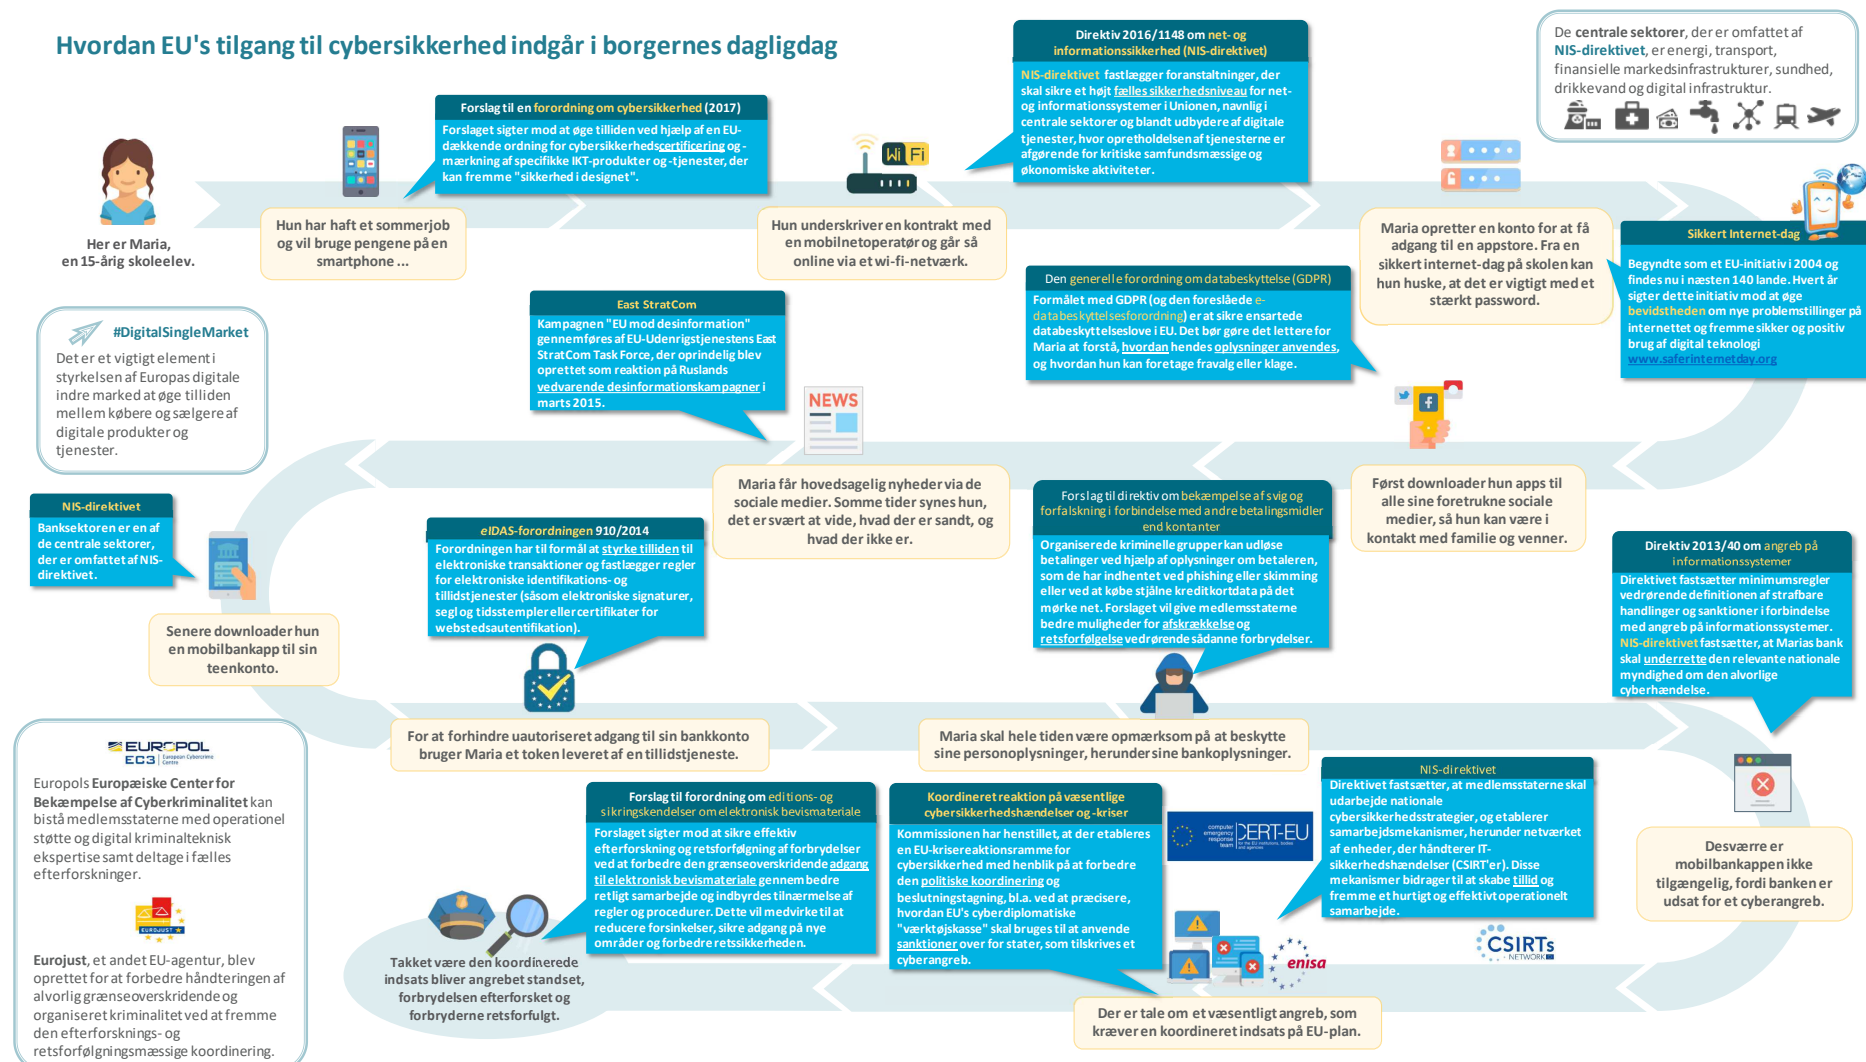 Hvordan EU's tilgang til cybersikkerhed indgår i borgernes dagligdag
De centrale sektorer, der er omfattet af
NIS-direktivet, er energi, transport,
finansielle markedsinfrastrukturer, sundhed,
drikkevand og digital infrastruktur.
Her er Maria,
en 15-årig skoleelev.
Forslag til en forordning om cybersikkerhed (2017)
Forslaget sigter mod at øge tilliden ved hjælp af en EU-
dækkende ordning for cybersikkerhedscertificering og -
mærkning af specifikke IKT-produkter og -tjenester, der
kan fremme "sikkerhed i designet".
Hun har haft et sommerjob
og vil bruge pengene på en
smartphone ...
Direktiv 2016/1148 om net- og
informationssikkerhed (NIS-direktivet)
NIS-direktivet fastlægger foranstaltninger, der
skal sikre et højt fælles sikkerhedsniveau for net-
og informationssystemer i Unionen, navnlig i
centrale sektorer og blandt udbydere af digitale
tjenester, hvor opretholdelsen af tjenesterne er
afgørende for kritiske samfundsmæssige og
økonomiske aktiviteter.
Wi Fi
Hun underskriver en kontrakt med
en mobilnetoperatør og går så
online via et wi-fi-netværk.
Maria opretter en konto for at få
adgang til en appstore. Fra en
sikkert internet-dag på skolen kan
hun huske, at det er vigtigt med et
stærkt password.
Sikkert Internet-dag
Begyndte som et EU-initiativ i 2004 og
findes nu i næsten 140 lande. Hvert år
sigter dette initiativ mod at øge
bevidstheden om nye problemstillinger på
internettet og fremme sikker og positiv
brug af digital teknologi
www.saferinternetday.org
Den generelle forordning om databeskyttelse (GDPR)
Formålet med GDPR (og den foreslåede e-
databeskyttelsesforordning) er at sikre ensartede
databeskyttelseslove i EU. Det bør gøre det lettere for
Maria at forstå, hvordan hendes oplysninger anvendes,
og hvordan hun kan foretage fravalg eller klage.
Først downloader hun apps til
alle sine foretrukne sociale
medier, så hun kan være i
kontakt med familie og venner.
East StratCom
Kampagnen "EU mod desinformation"
gennemføres af EU-Udenrigstjenestens East
StratCom Task Force, der oprindelig blev
oprettet som reaktion på Ruslands
vedvarende desinformationskampagner i
marts 2015.
NEWS
Maria får hovedsagelig nyheder via de
sociale medier. Somme tider synes hun,
det er svært at vide, hvad der er sandt, og
hvad der ikke er.
#DigitalSingleMarket
Det er et vigtigt element i
styrkelsen af Europas digitale
indre marked at øge tilliden
mellem købere og sælgere af
digitale produkter og
tjenester.
NIS-direktivet
Banksektoren er en af
de centrale sektorer,
der er omfattet af NIS-
direktivet.
Senere downloader hun
en mobilbankapp til sin
teenkonto.
eIDAS-forordningen 910/2014
Forordningen har til formål at styrke tilliden til
elektroniske transaktioner og fastlægger regler
for elektroniske identifikations- og
tillidstjenester (såsom elektroniske signaturer,
segl og tidsstempler eller certifikater for
webstedsautentifikation).
For at forhindre uautoriseret adgang til sin bankkonto
bruger Maria et token leveret af en tillidstjeneste.
Forslag til direktiv om bekæmpelse af svig og
forfalskning i forbindelse med andre betalingsmidler
end kontanter
Organiserede kriminelle grupper kan udløse
betalinger ved hjælp af oplysninger om betaleren,
som de har indhentet ved phishing eller skimming
eller ved at købe stjålne kreditkortdata på det
mørke net. Forslaget vil give medlemsstaterne
bedre muligheder for afskrækkelse og
retsforfølgelse vedrørende sådanne forbrydelser.
Maria skal hele tiden være opmærksom på at beskytte
sine personoplysninger, herunder sine bankoplysninger.
Direktiv 2013/40 om angreb på
informationssystemer
Direktivet fastsætter minimumsregler
vedrørende definitionen af strafbare
handlinger og sanktioner i forbindelse
med angreb på informationssystemer.
NIS-direktivet fastsætter, at Marias bank
skal underrette den relevante nationale
myndighed om den alvorlige
cyberhændelse.
Desværre er
mobilbankappen ikke
tilgængelig, fordi banken er
udsat for et cyberangreb.
NIS-direktivet
Direktivet fastsætter, at medlemsstaterne skal
udarbejde nationale
cybersikkerhedsstrategier, og etablerer
samarbejdsmekanismer, herunder netværket
af enheder, der håndterer IT-
sikkerhedshændelser (CSIRT'er). Disse
mekanismer bidrager til at skabe tillid og
fremme et hurtigt og effektivt operationelt
samarbejde.
CSIRTs
NETWORK
computer
emergency
response
team
CERT-EU
for the EU institutions, bodies
and agencies
enisa
Koordineret reaktion på væsentlige
cybersikkerhedshændelser og -kriser
Kommissionen har henstillet, at der etableres
en EU-krisereaktionsramme for
cybersikkerhed med henblik på at forbedre
den politiske koordinering og
beslutningstagning, bl.a. ved at præcisere,
hvordan EU's cyberdiplomatiske
"værktøjskasse" skal bruges til at anvende
sanktioner over for stater, som tilskrives et
cyberangreb.
Der er tale om et væsentligt angreb, som
kræver en koordineret indsats på EU-plan.
Forslag til forordning om editions- og
sikringskendelser om elektronisk bevismateriale
Forslaget sigter mod at sikre effektiv
efterforskning og retsforfølgning af forbrydelser
ved at forbedre den grænseoverskridende adgang
til elektronisk bevismateriale gennem bedre
retligt samarbejde og indbyrdes tilnærmelse af
regler og procedurer. Dette vil medvirke til at
reducere forsinkelser, sikre adgang på nye
områder og forbedre retssikkerheden.
Takket være den koordinerede
indsats bliver angrebet standset,
forbrydelsen efterforsket og
forbryderne retsforfulgt.
EUROPOL
EC3 European Cybercrime
Centre
Europols Europæiske Center for
Bekæmpelse af Cyberkriminalitet kan
bistå medlemsstaterne med operationel
støtte og digital kriminalteknisk
ekspertise samt deltage i fælles
efterforskninger.
EUROJUST
Eurojust, et andet EU-agentur, blev
oprettet for at forbedre håndteringen af
alvorlig grænseoverskridende og
organiseret kriminalitet ved at fremme
den efterforsknings- og
retsforfølgningsmæssige koordinering.